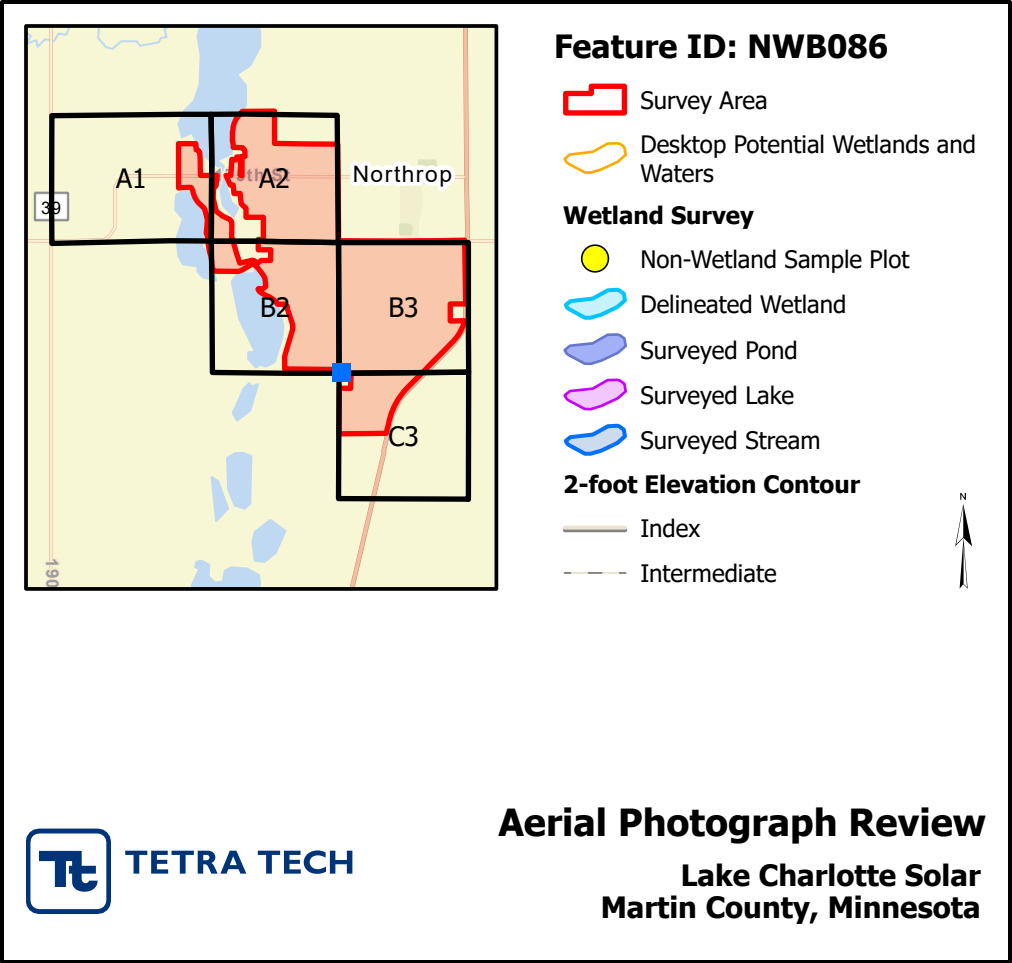 Feature ID: NWB086
Survey Area
Desktop Potential Wetlands and
Waters
Wetland Survey
Non-Wetland Sample Plot
Delineated Wetland
Surveyed Pond
Surveyed Lake
Surveyed Stream
2-foot Elevation Contour
Index
Intermediate
N
A1
A2
Northrop
39
B2
B3
C3
190
Aerial Photograph Review
Tt
TETRA TECH
Lake Charlotte Solar
Martin County, Minnesota